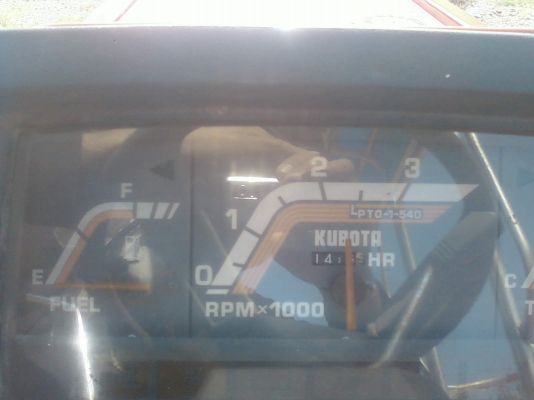 F
E
FUEL
0
1
2
3
PTO-1-540
KUBOTA
HR
RPM×1000
C